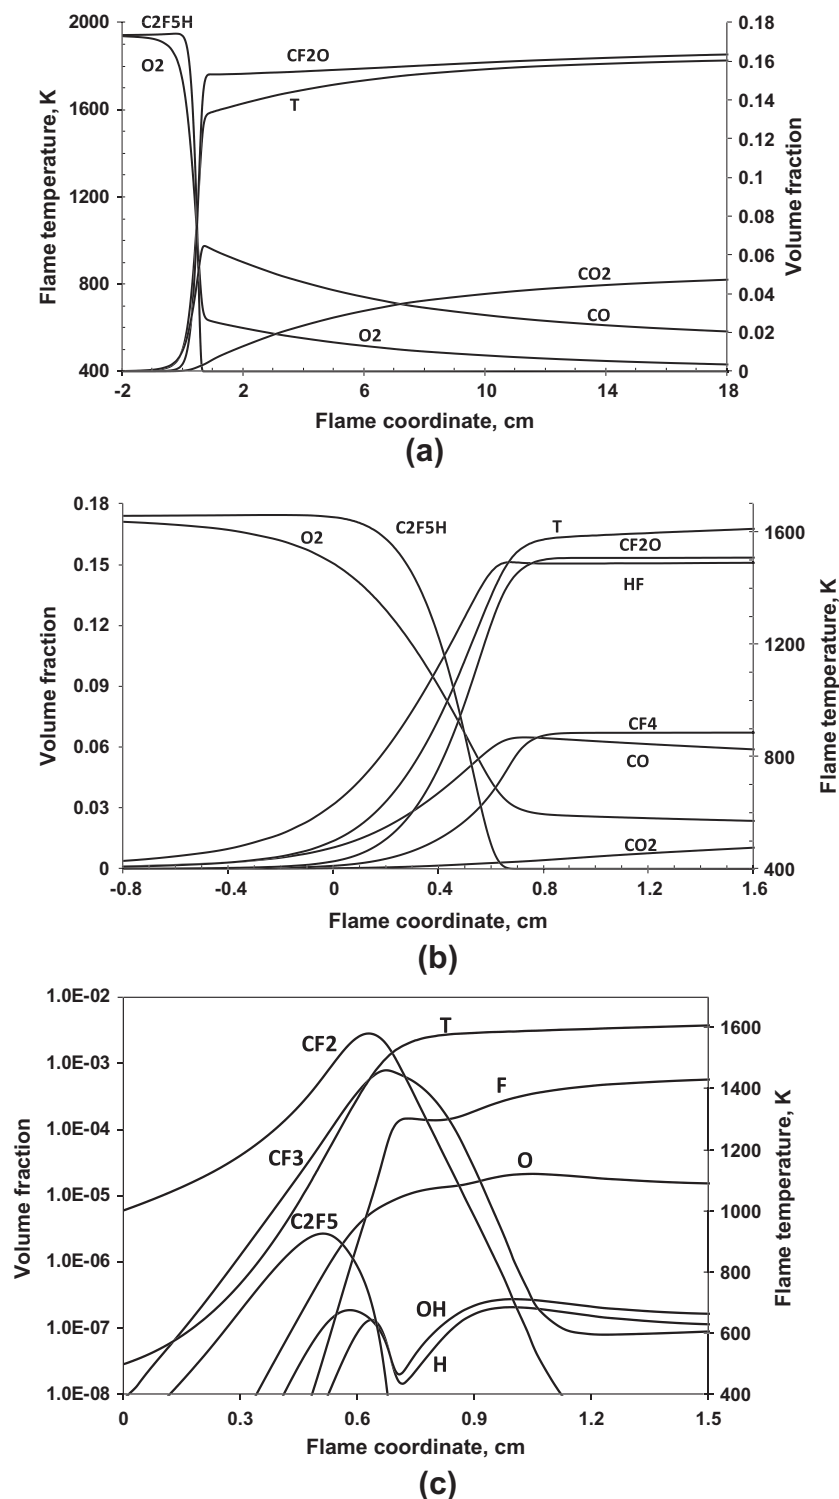 2000
1600
1200
800
400
Flame temperature, K
C2F5H
O2
CF2O
T
CO2
CO
O2
0.18
0.16
0.14
0.12
0.1
0.08
0.06
0.04
0.02
0
Volume fraction
-2
2
6
10
14
18
Flame coordinate, cm
(a)
0.18
0.15
0.12
0.09
0.06
0.03
0
Volume fraction
O2
C2F5H
T
CF2O
HF
CF4
CO
CO2
1600
1200
800
400
Flame temperature, K
-0.8
-0.4
0
0.4
0.8
1.2
1.6
Flame coordinate, cm
(b)
1.0E-02
1.0E-03
1.0E-04
1.0E-05
1.0E-06
1.0E-07
1.0E-08
Volume fraction
CF2
T
F
CF3
O
C2F5
OH
H
1600
1400
1200
1000
800
600
400
Flame temperature, K
0
0.3
0.6
0.9
1.2
1.5
Flame coordinate, cm
(c)